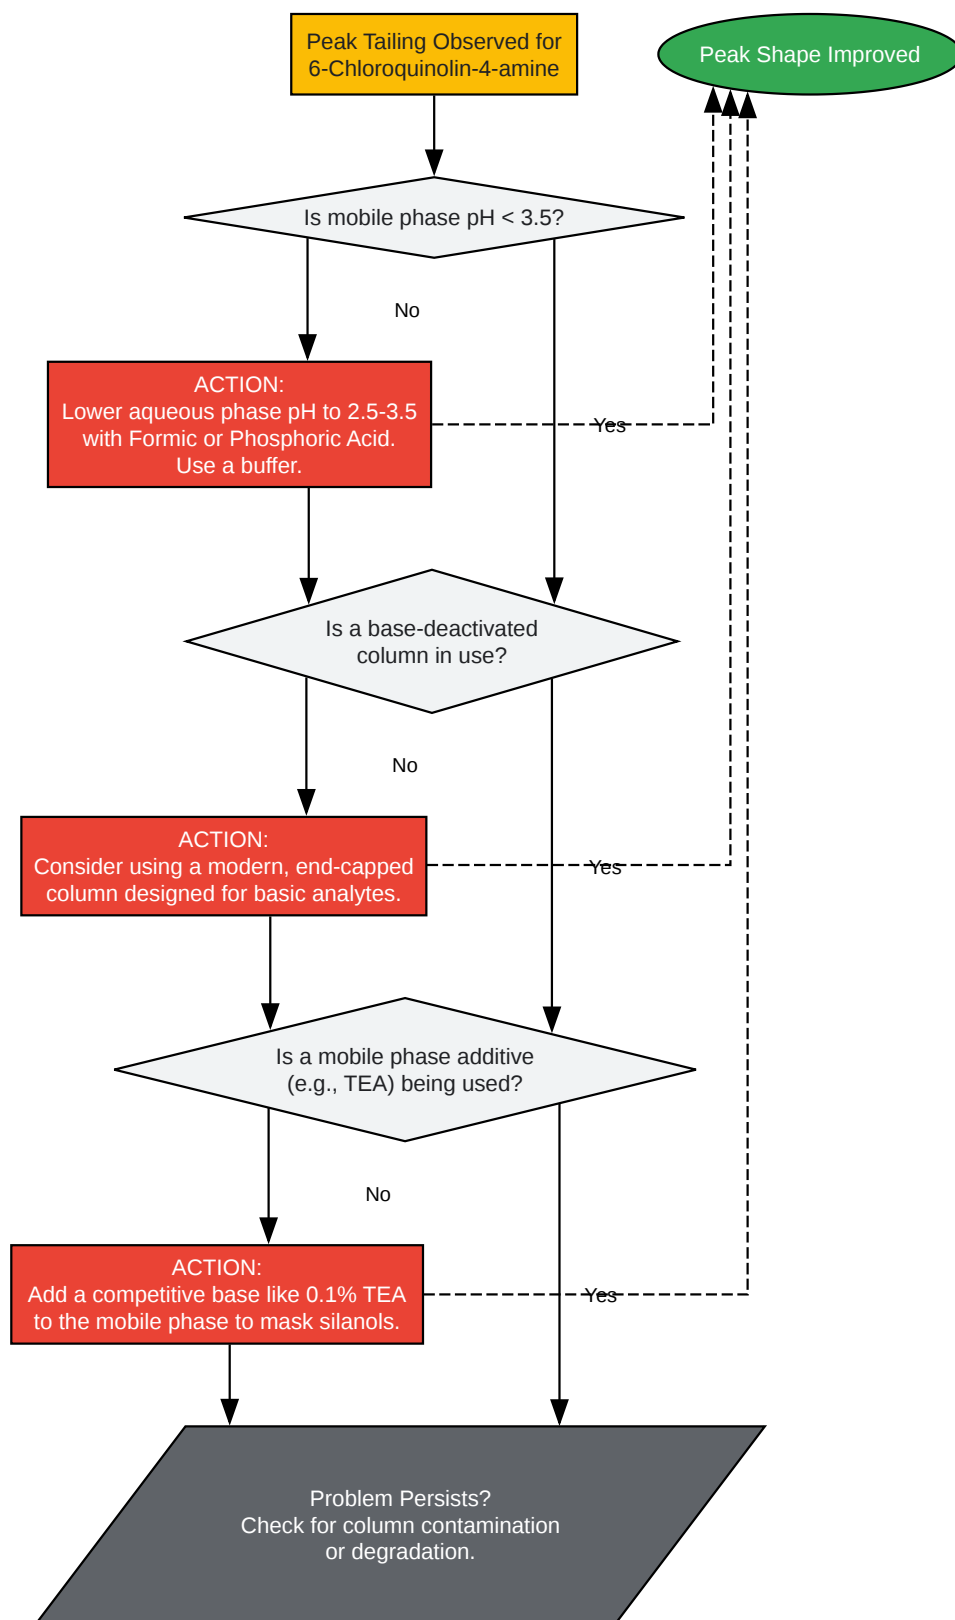 Peak Tailing Observed for
6-Chloroquinolin-4-amine
Peak Shape Improved
Is mobile phase pH < 3.5?
No
ACTION:
Lower aqueous phase pH to 2.5-3.5
with Formic or Phosphoric Acid.
Use a buffer.
Yes
Is a base-deactivated
column in use?
No
ACTION:
Consider using a modern, end-capped
column designed for basic analytes.
Yes
Is a mobile phase additive
(e.g., TEA) being used?
No
ACTION:
Add a competitive base like 0.1% TEA
to the mobile phase to mask silanols.
Yes
Problem Persists?
Check for column contamination
or degradation.